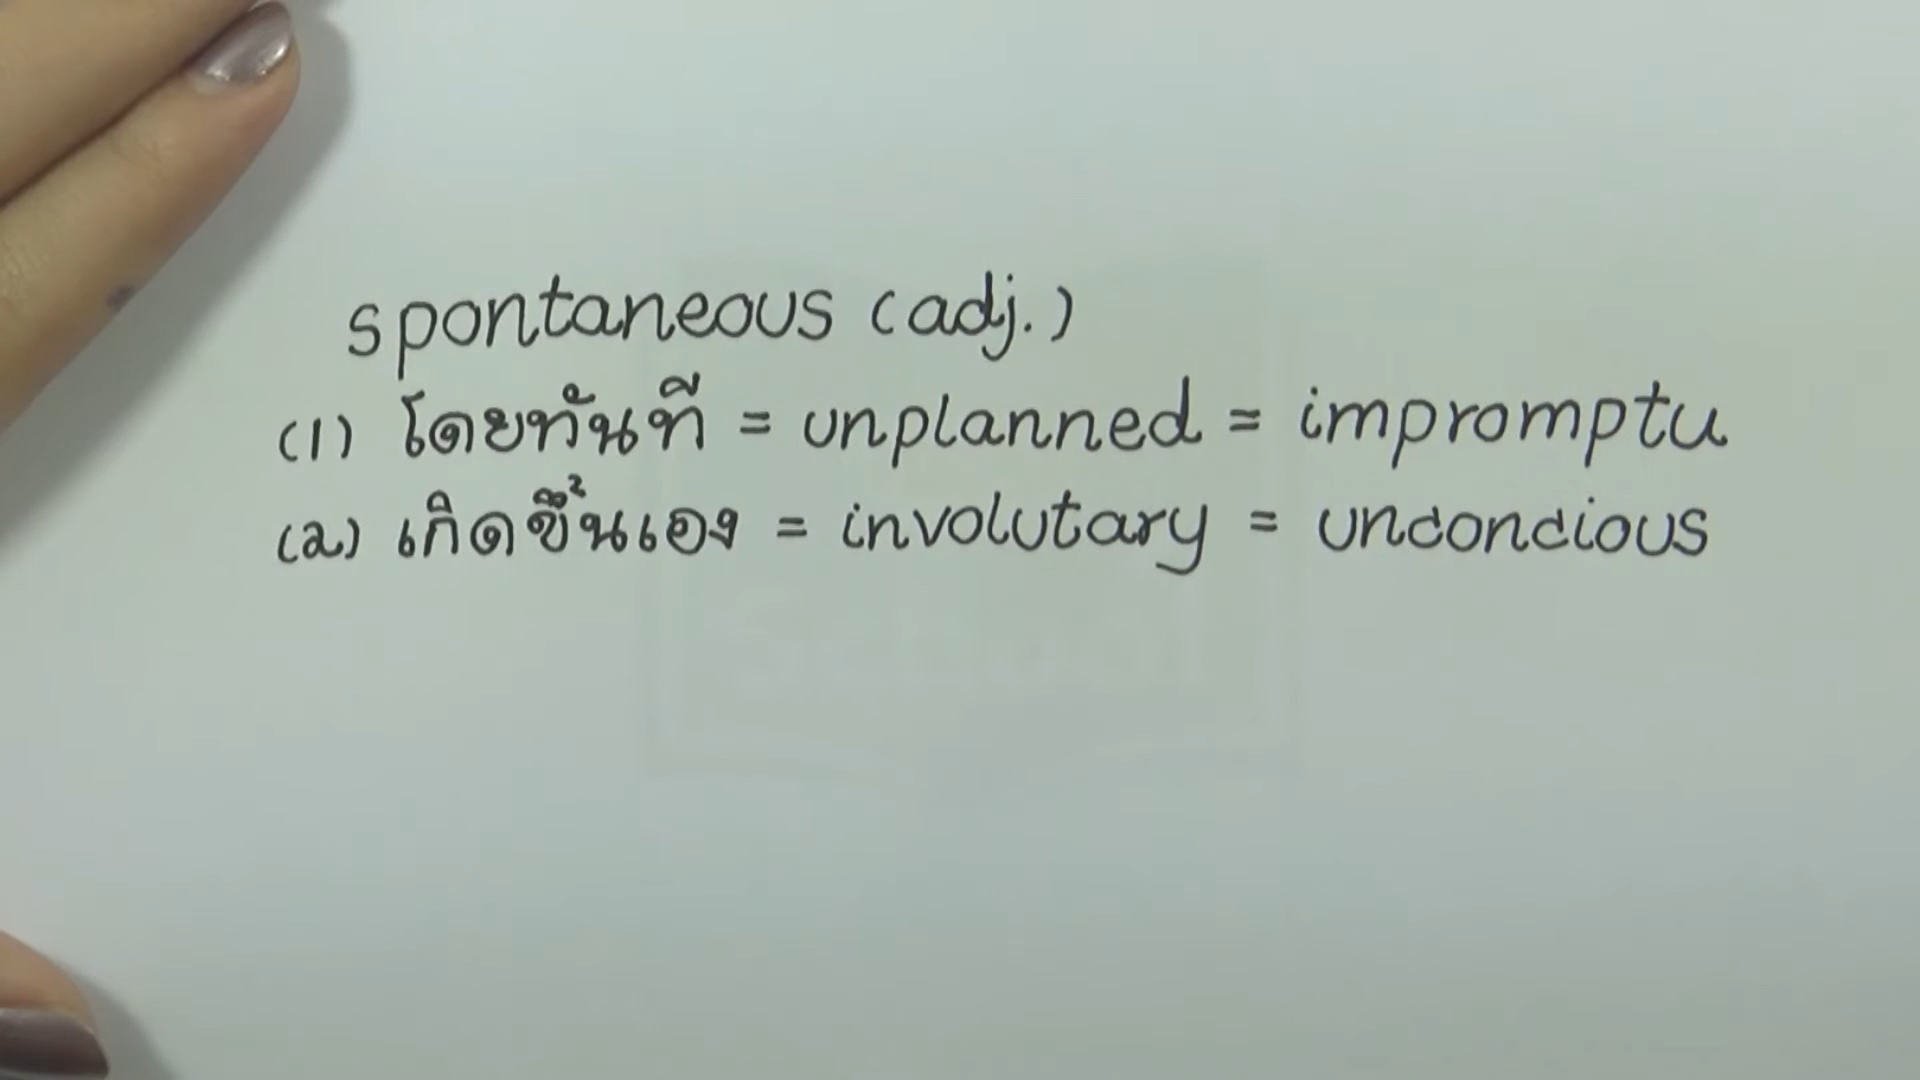 spontaneous (adj.)
(1) โดยทันที = unplanned = impromptu
(2) เกิดขึ้นเอง = involutary = unconcious